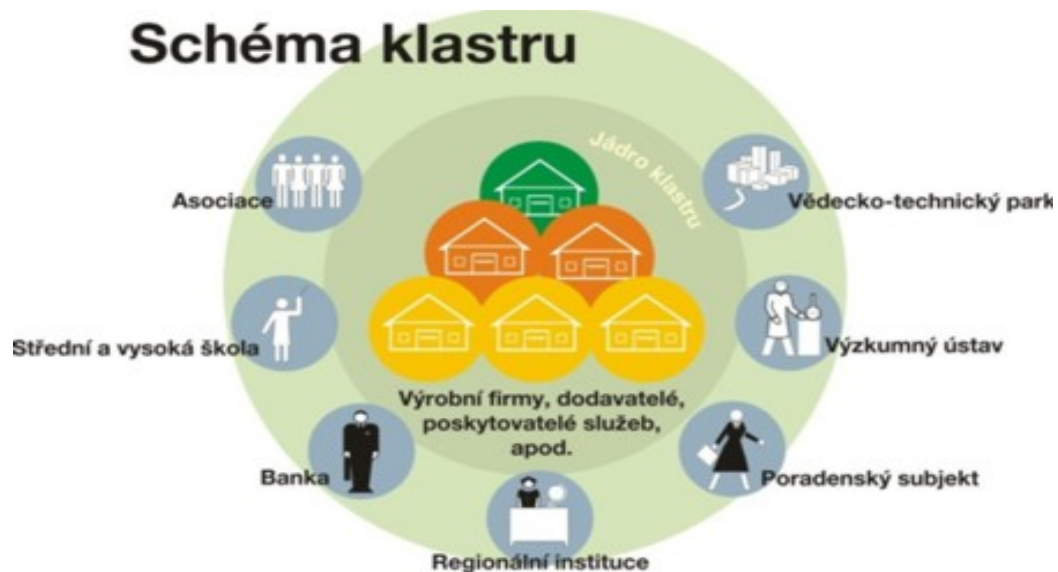 Schéma klastru
Jádro klastru
Asociace
Vědecko-technický park
Střední a vysoká škola
Výzkumný ústav
Výrobní firmy, dodavatelé,
poskytovatelé služeb,
apod.
Banka
Poradenský subjekt
Regionální instituce